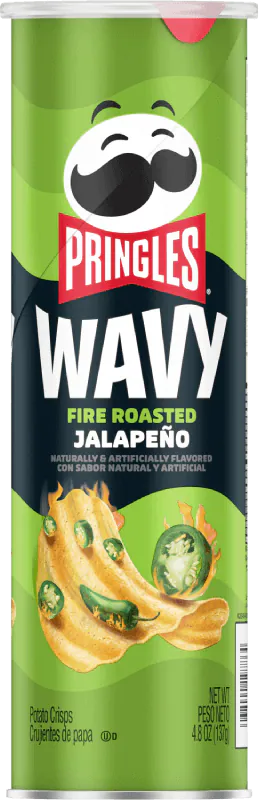 PRINGLES
WAVY
FIRE ROASTED
JALAPEÑO
NATURALLY & ARTIFICIALLY FLAVORED
CON SABOR NATURAL Y ARTIFICIAL
Potato Crisps
Crujientes de papa Ⓤ D
NET WT
PESO NETO
4.8 OZ (137g)